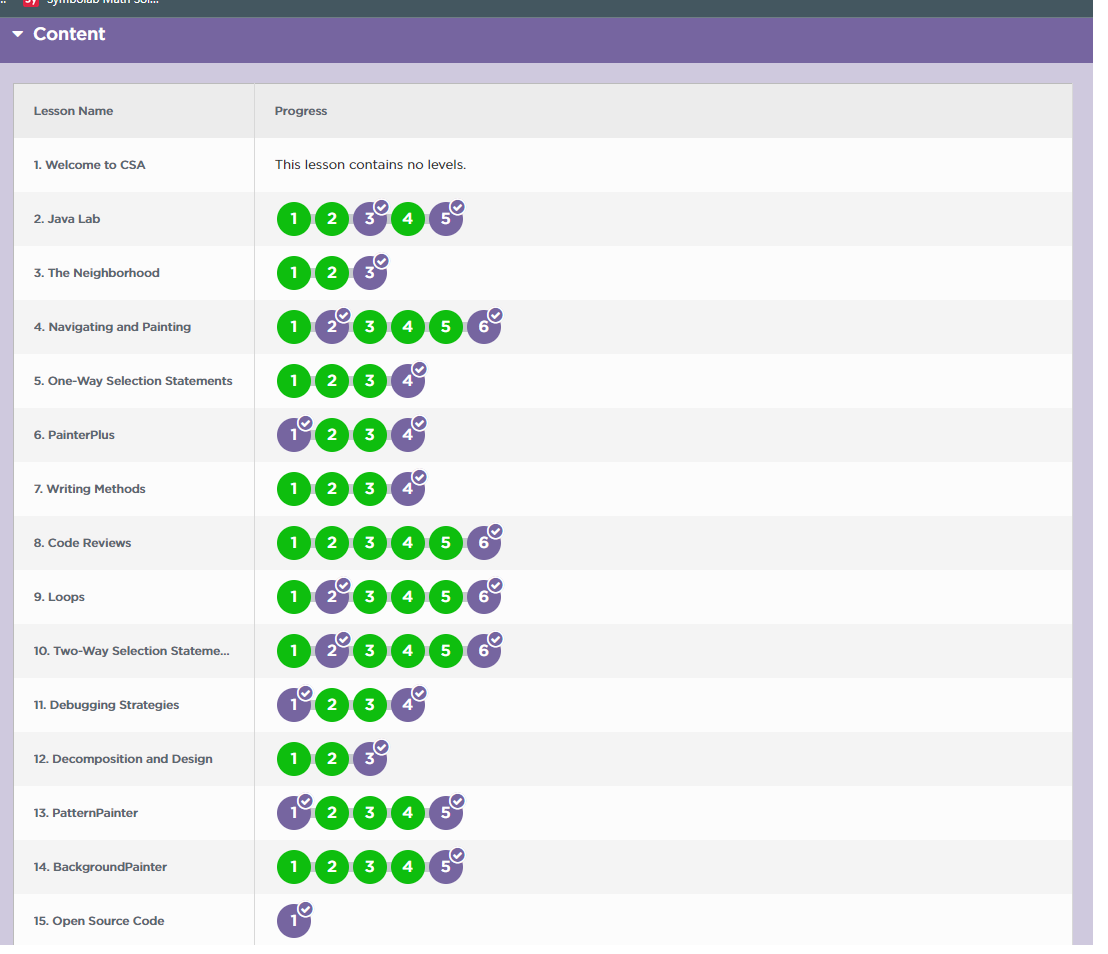 sy Symbolab Math Sol...
Content
Lesson Name Progress
1. Welcome to CSA This lesson contains no levels.
2. Java Lab 1 2 3 4 5
3. The Neighborhood 1 2 3
4. Navigating and Painting 1 2 3 4 5 6
5. One-Way Selection Statements 1 2 3 4
6. PainterPlus 1 2 3 4
7. Writing Methods 1 2 3 4
8. Code Reviews 1 2 3 4 5 6
9. Loops 1 2 3 4 5 6
10. Two-Way Selection Stateme... 1 2 3 4 5 6
11. Debugging Strategies 1 2 3 4
12. Decomposition and Design 1 2 3
13. PatternPainter 1 2 3 4 5
14. BackgroundPainter 1 2 3 4 5
15. Open Source Code 1